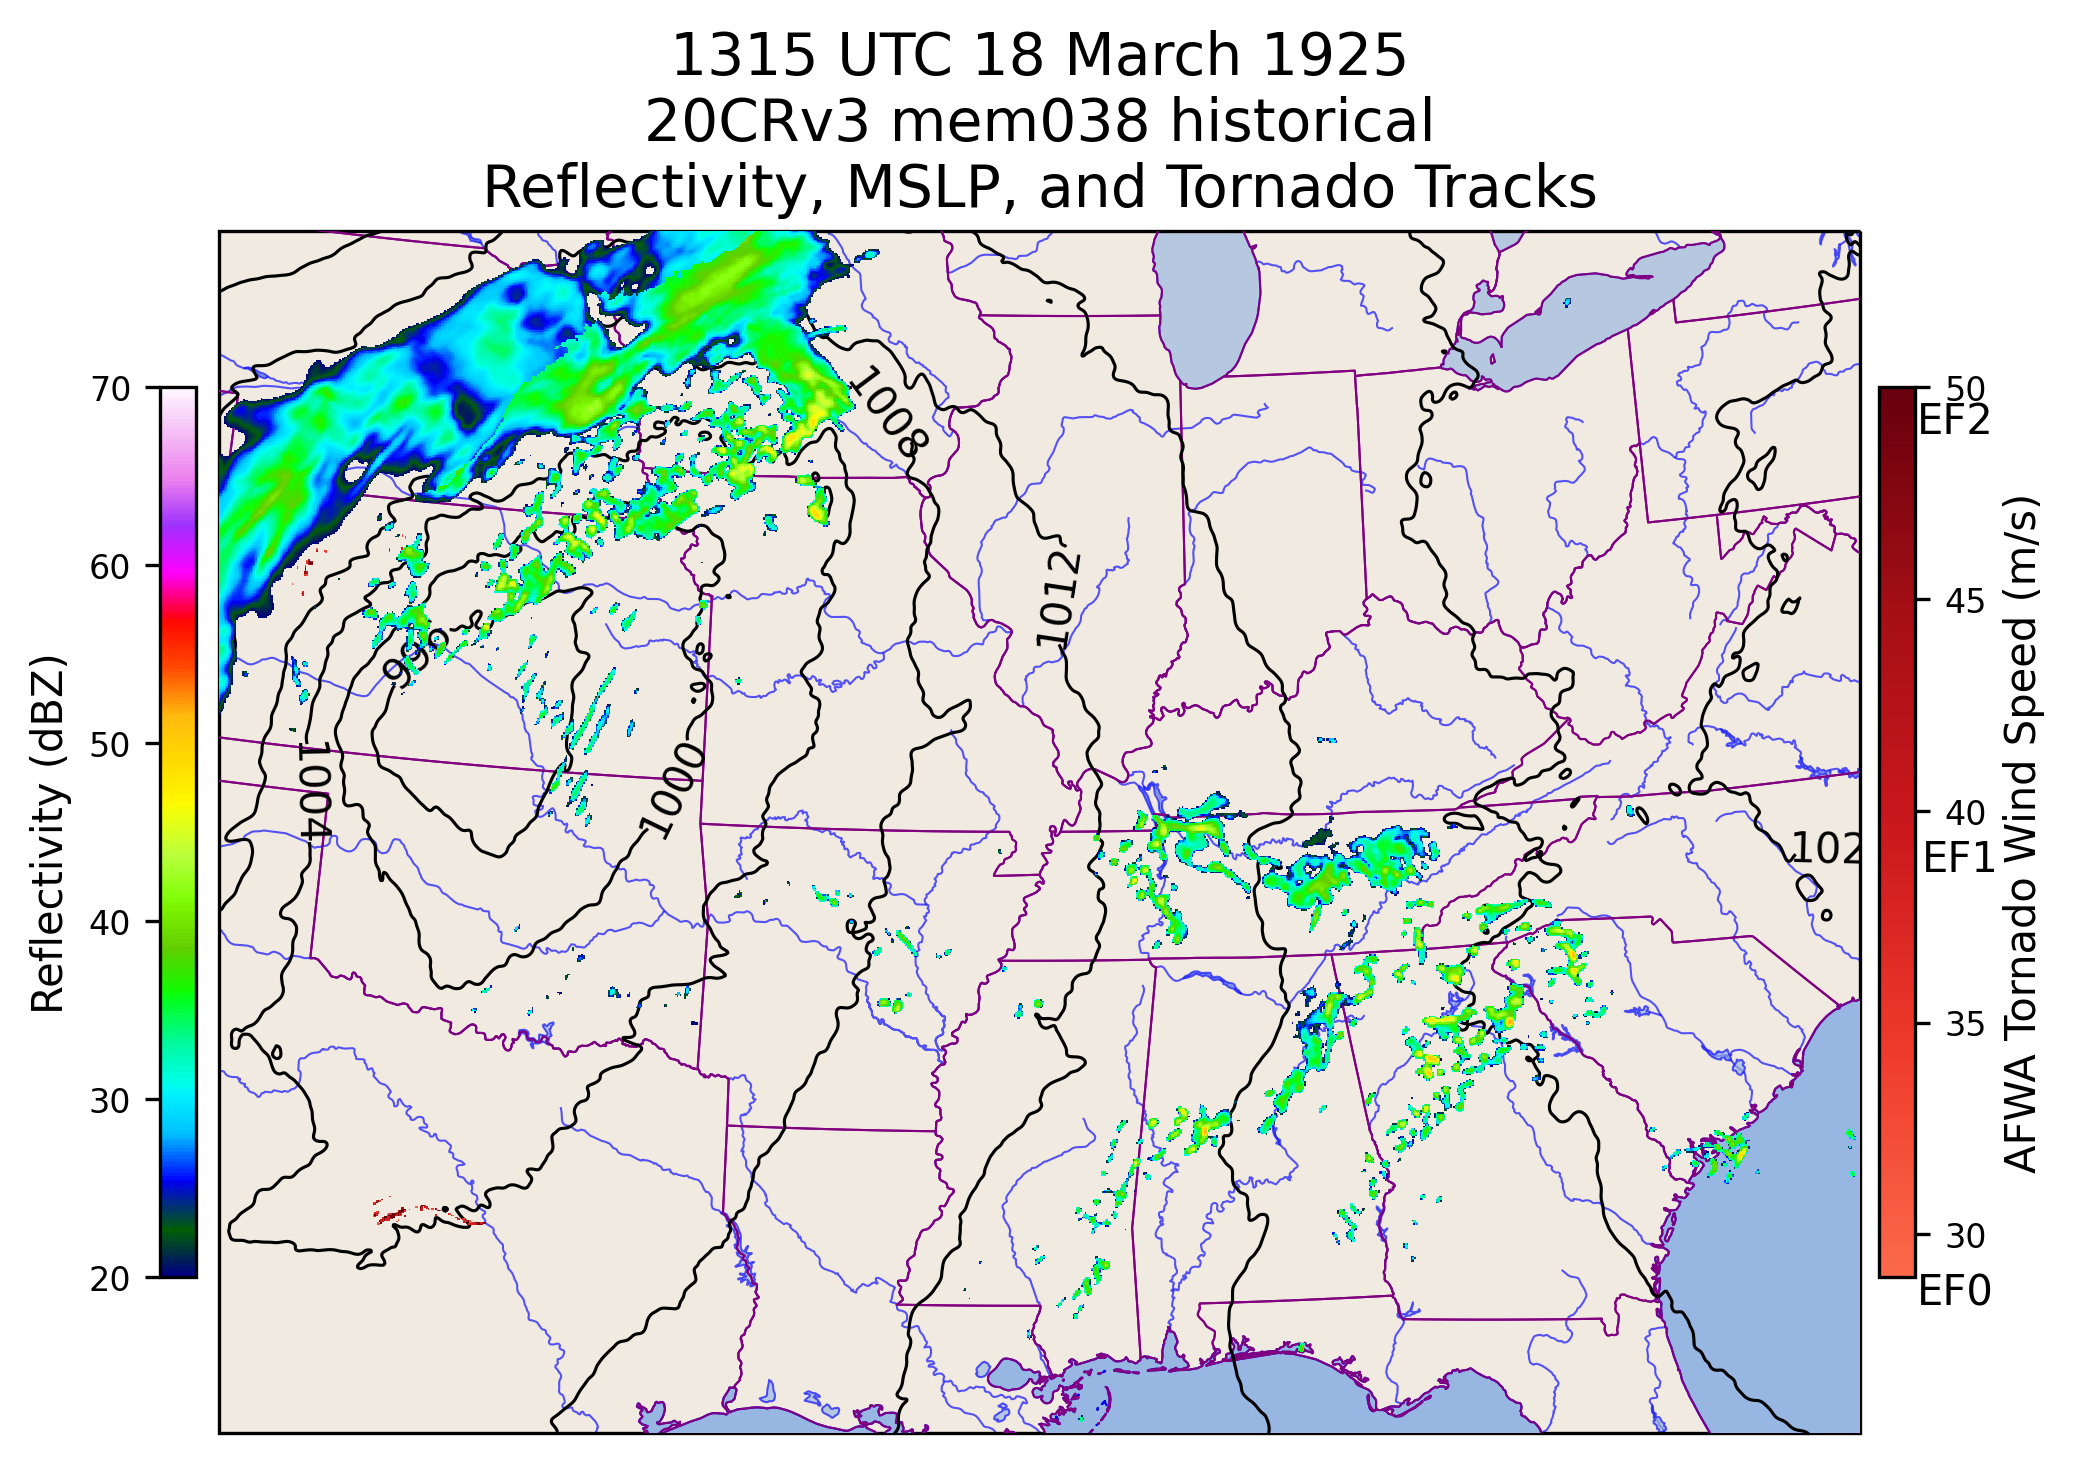 1315 UTC 18 March 1925
20CRv3 mem038 historical
Reflectivity, MSLP, and Tornado Tracks
Reflectivity (dBZ)
70
60
50
40
30
20
1008
1012
996
1004
1000
102
50
EF2
45
40
EF1
35
30
EF0
AFWA Tornado Wind Speed (m/s)